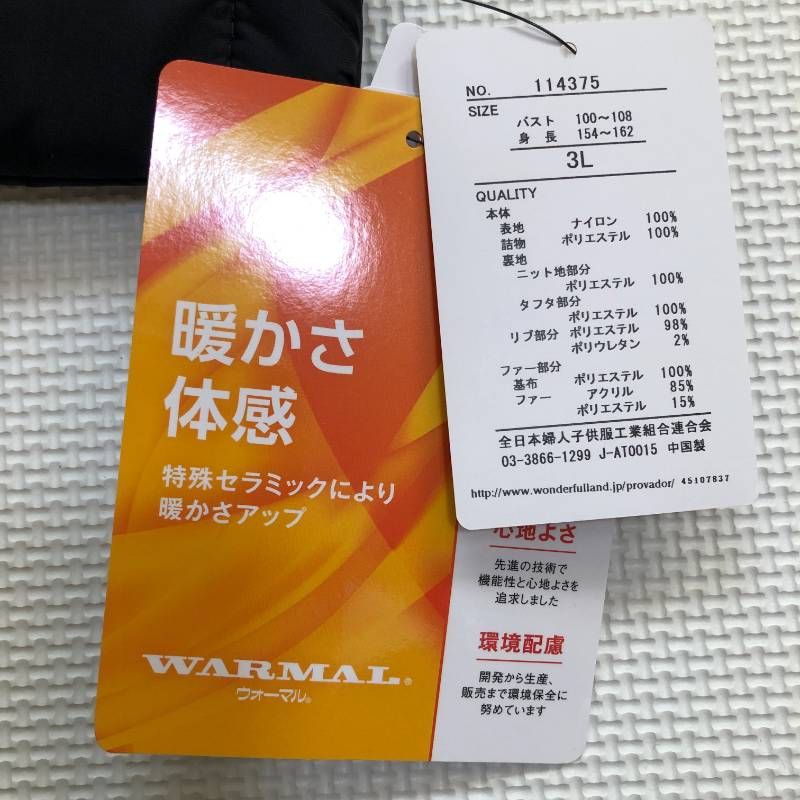 暖かさ
体感
特殊セラミックにより
暖かさアップ
WARMAL®
ウォーマル®
NO. 114375
SIZE
バスト 100～108
身長 154～162
3L
QUALITY
本体
表地 ナイロン 100%
詰物 ポリエステル 100%
裏地
ニット地部分
ポリエステル 100%
タフタ部分
ポリエステル 100%
リブ部分 ポリエステル 98%
ポリウレタン 2%
ファー部分
基布 ポリエステル 100%
ファー アクリル 85%
ポリエステル 15%
全日本婦人子供服工業組合連合会
03-3866-1299 J-AT0015 中国製
http://www.wonderfulland.jp/provador/ 45107837
心地よさ
先進の技術で
機能性と心地よさを
追求しました
環境配慮
開発から生産、
販売まで環境保全に
努めています